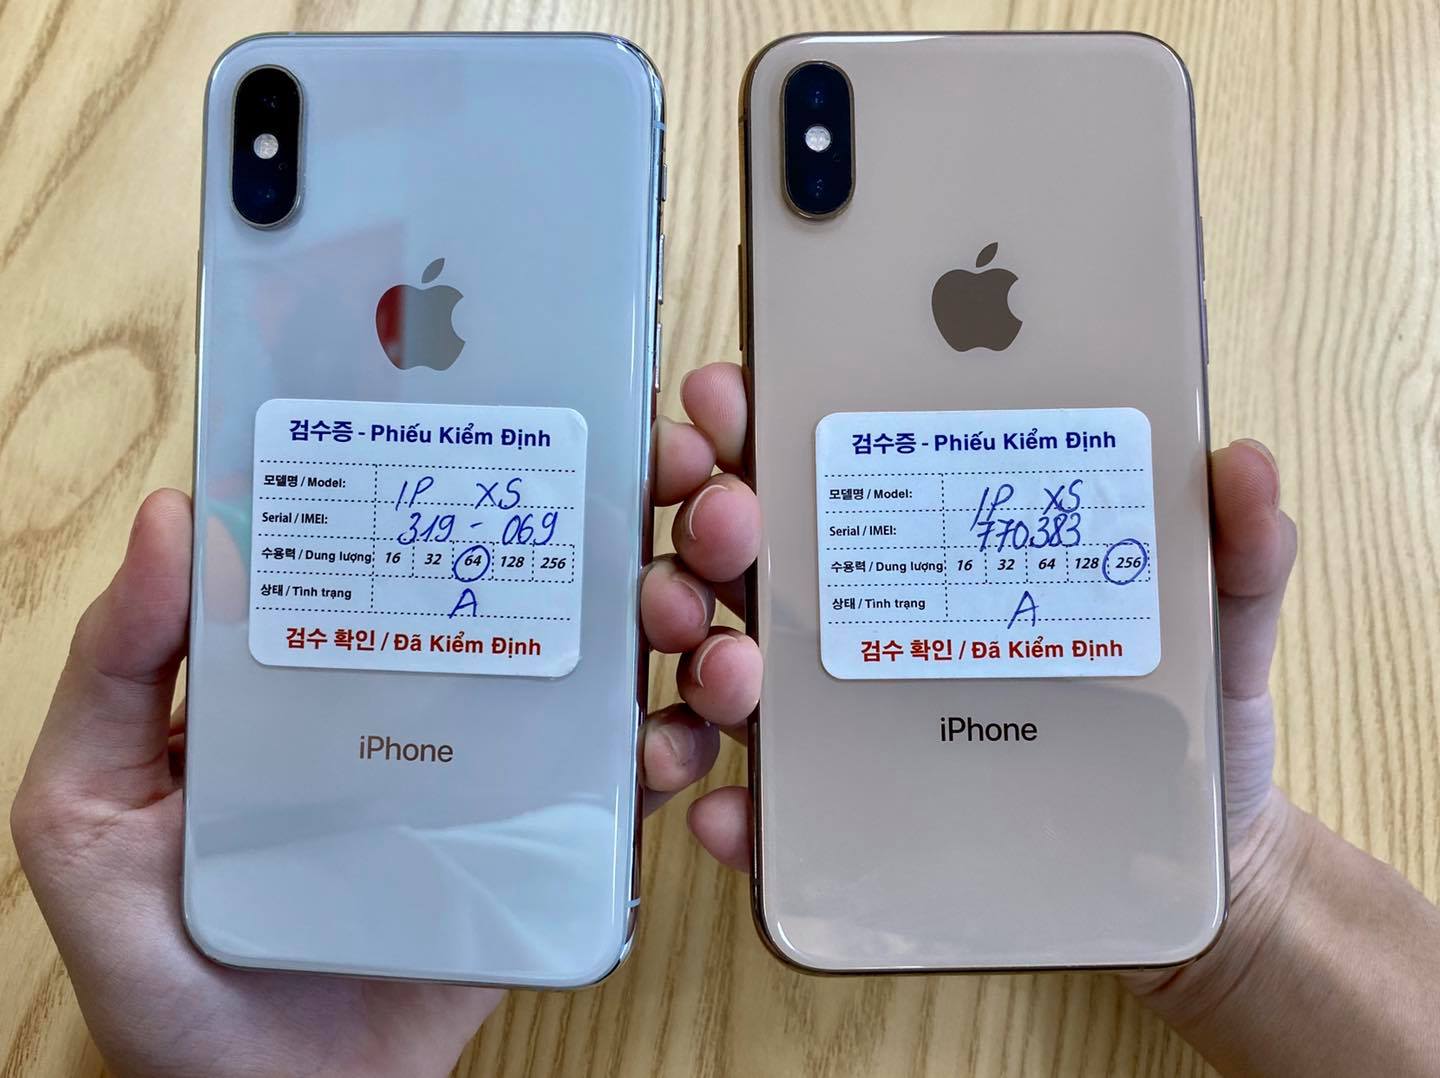 검수증 - Phiếu Kiểm Định
모델명 / Model: IP XS
Serial / IMEI: 319 - 069
수용력 / Dung lượng 16 32 64 128 256
상태 / Tình trạng A
검수 확인 / Đã Kiểm Định
iPhone
검수증 - Phiếu Kiểm Định
모델명 / Model: IP XS
Serial / IMEI: 770383
수용력 / Dung lượng 16 32 64 128 256
상태 / Tình trạng A
검수 확인 / Đã Kiểm Định
iPhone